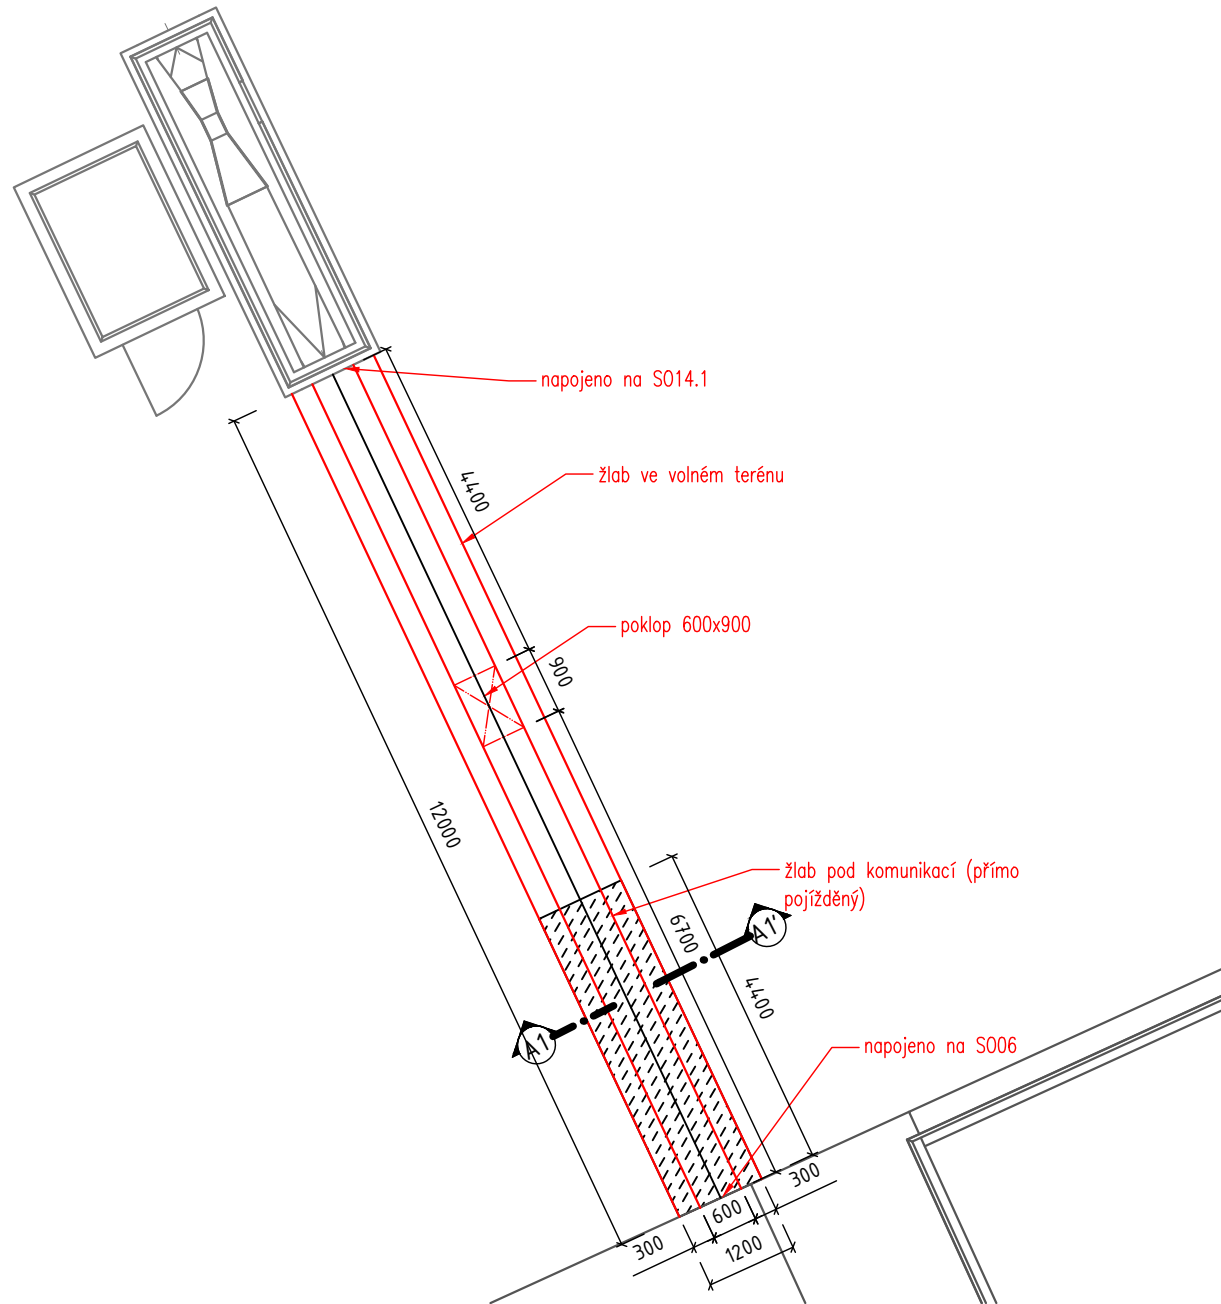 napojeno na SO14.1
4400
žlab ve volném terénu
poklop 600x900
900
12000
žlab pod komunikací (přímo
pojížděný)
6700
A1'
4400
A1
napojeno na SO06
300
600
300
1200